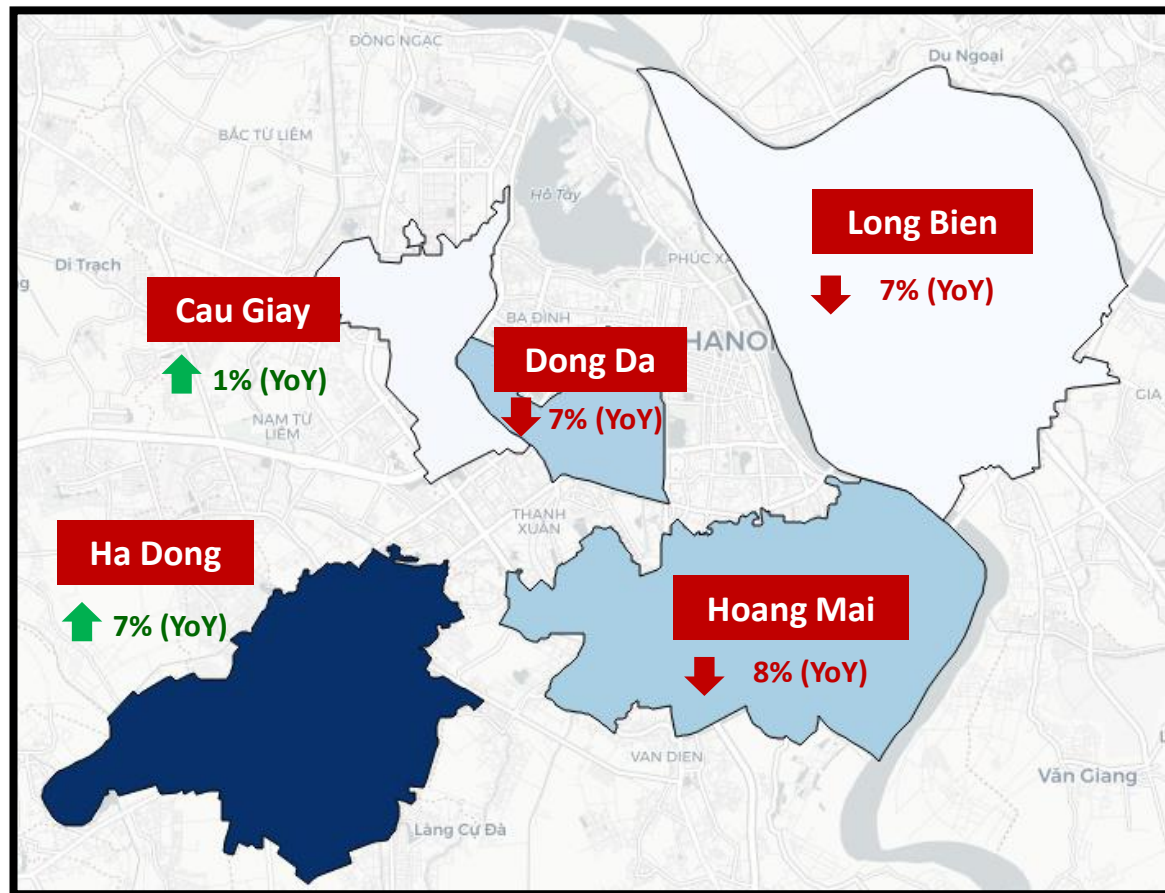 ĐÔNG NGẠC
Du Ngoại
BẮC TỪ LIÊM
Hồ Tây
Long Bien
7% (YoY)
Di Trạch
PHÚC XÁ
Cau Giay
1% (YoY)
BA ĐÌNH
HANOI
Dong Da
7% (YoY)
GIA
NAM TỪ
LIÊM
THANH
XUÂN
Ha Dong
7% (YoY)
Hoang Mai
8% (YoY)
VAN DIEN
Văn Giang
Làng Cự Đà